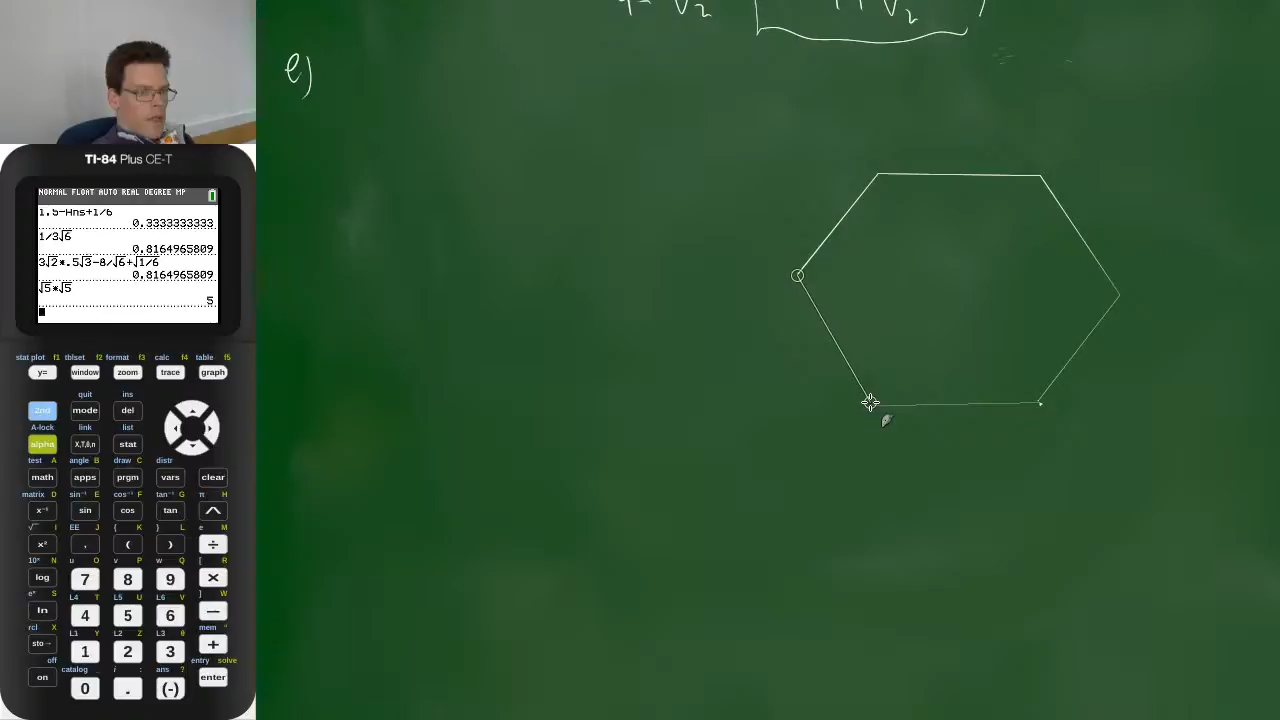 q = √2
1+√2
e)
TI-84 Plus CE-T
NORMAL FLOAT AUTO REAL DEGREE MP
1.5-Ans+1/6
0.3333333333
1/3√6
0.8164965809
3√2*.5√3-8/√6+√1/6
0.8164965809
√5*√5
5
stat plot f1 tblset f2 format f3 calc f4 table f5
y= window zoom trace graph
quit ins
2nd mode del
A-lock link list
alpha X,T,θ,n stat
test A angle B draw C distr
math apps prgm vars clear
matrix D sin⁻¹ E cos⁻¹ F tan⁻¹ G π H
x⁻¹ sin cos tan ^
√ I EE J { K } L e M
x² , ( ) ÷
10ˣ N u O v P w Q [ R
log 7 8 9 ×
eˣ S L4 T L5 U L6 V ] W
ln 4 5 6 −
rcl X L1 Y L2 Z L3 θ mem "
sto→ 1 2 3 +
off catalog i : ans ? entry solve
on 0 . (-) enter